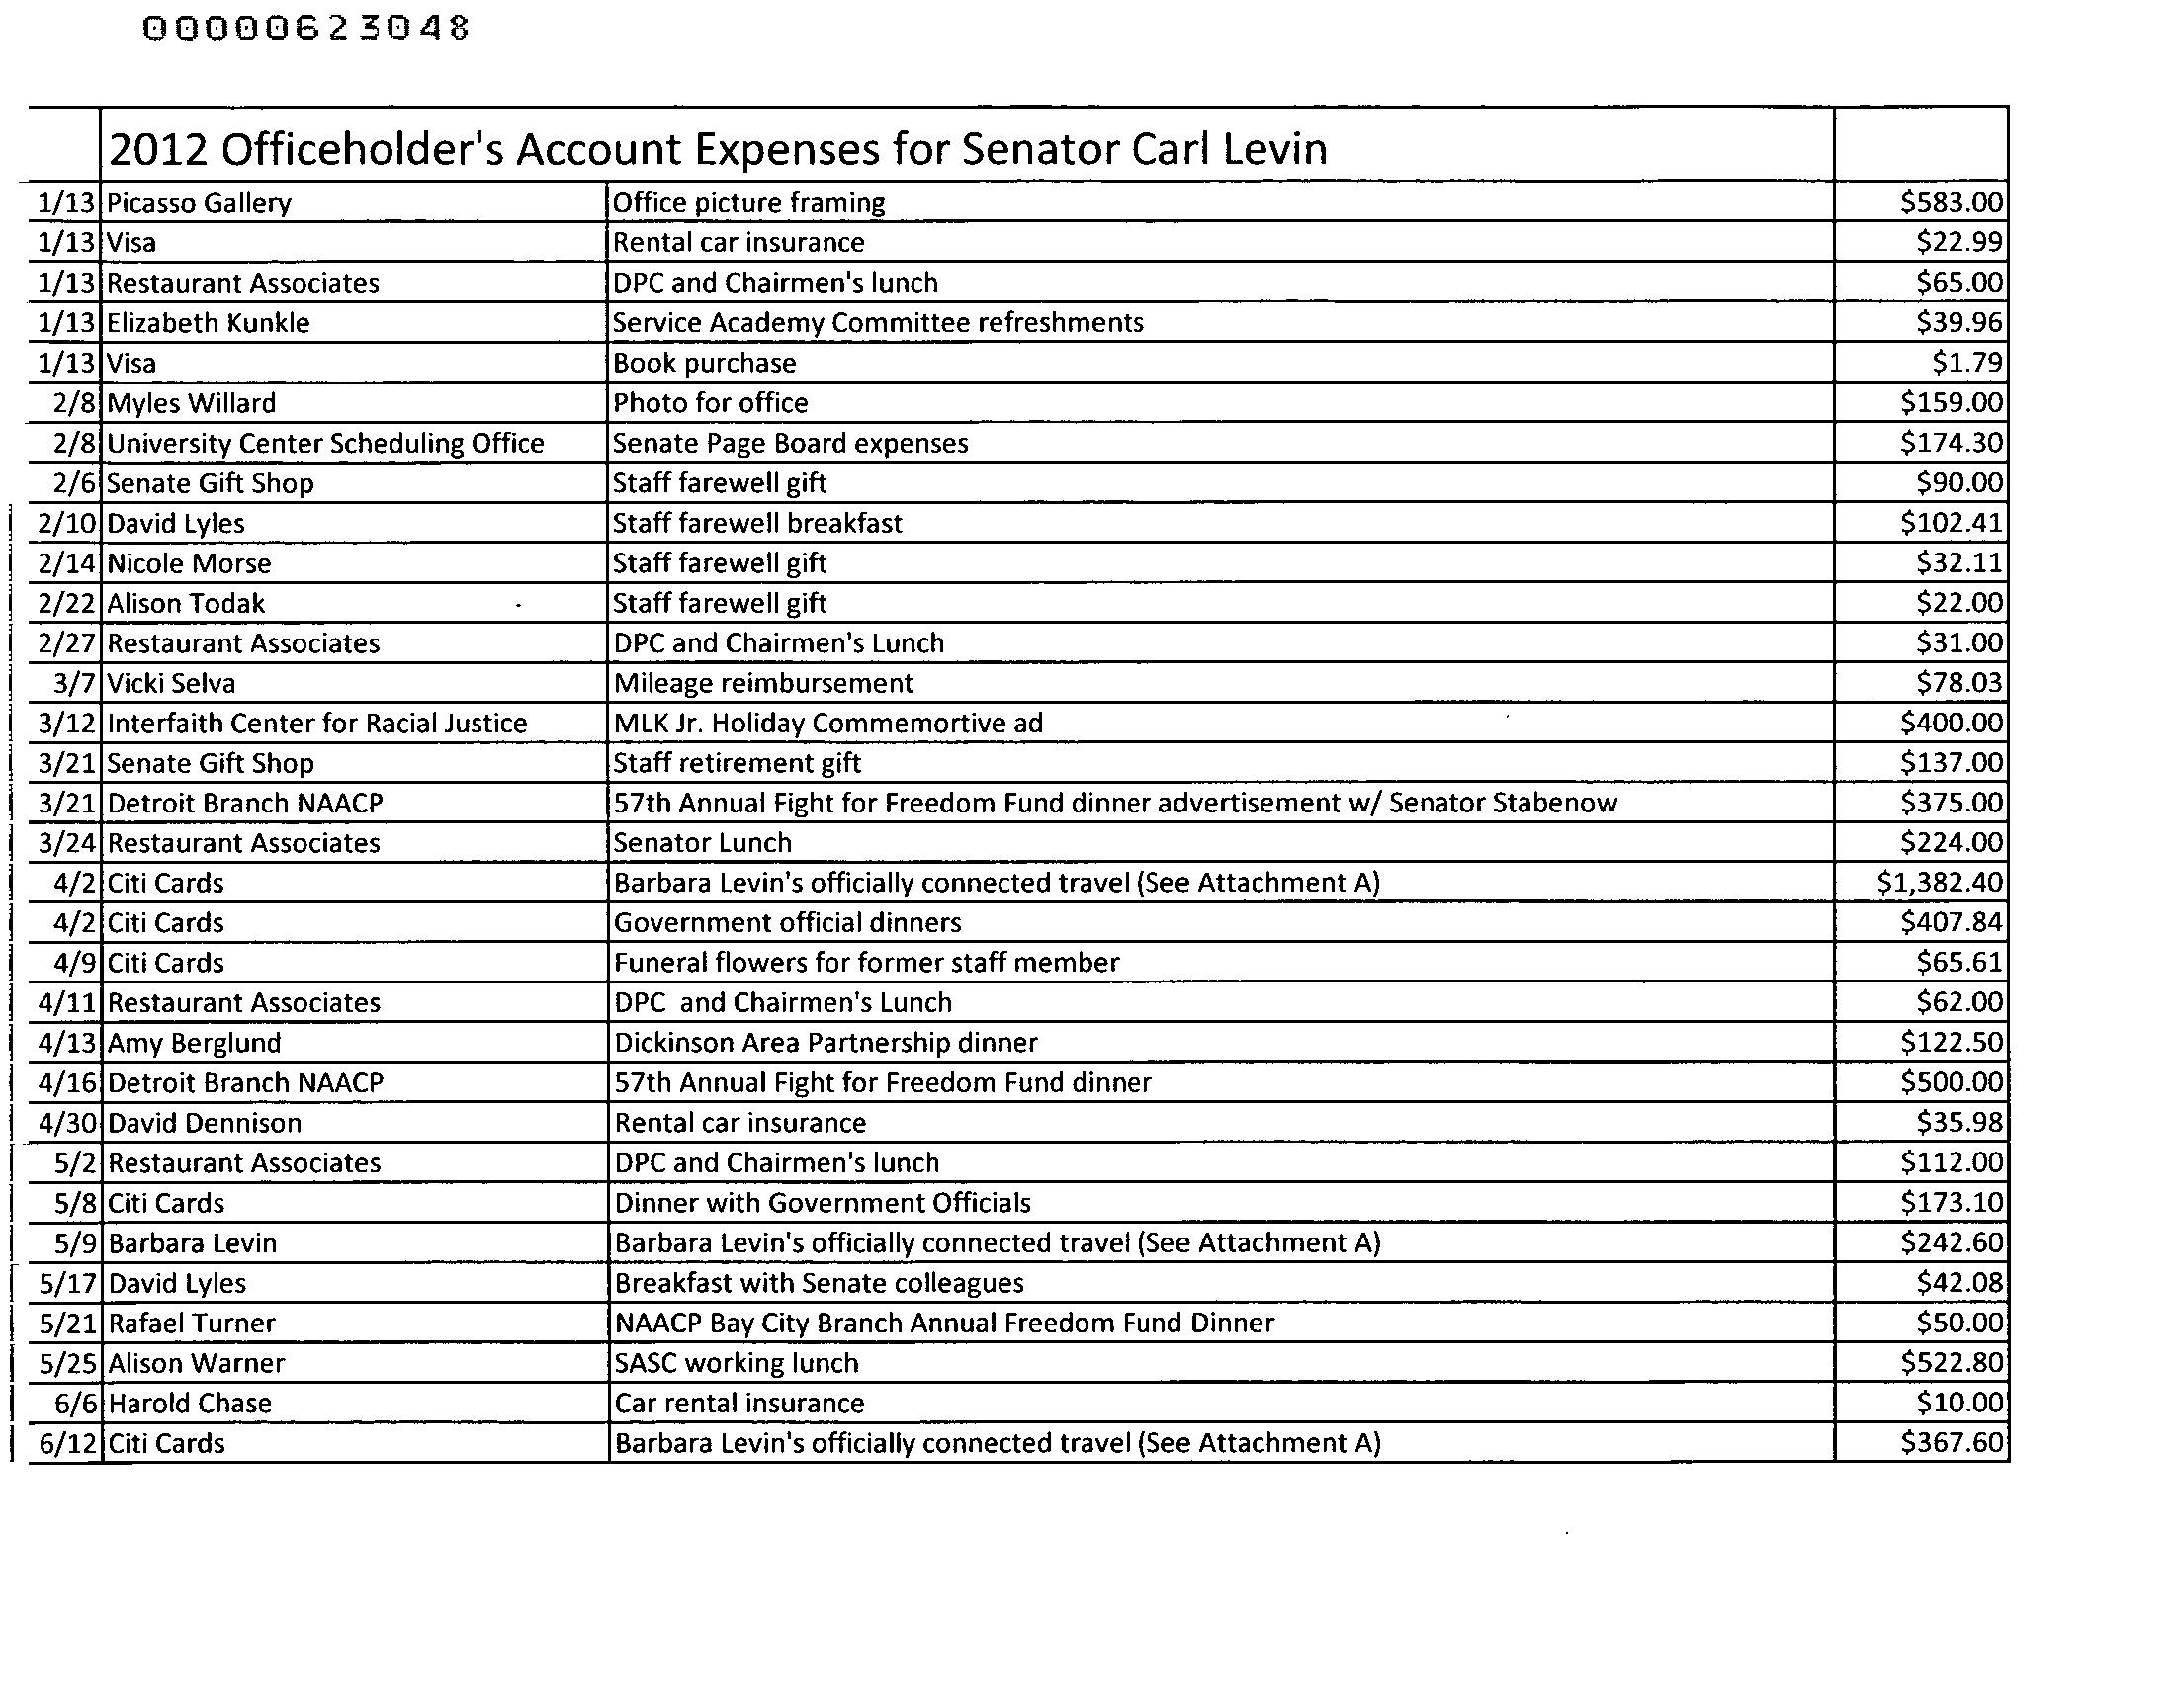 00000623048
2012 Officeholder's Account Expenses for Senator Carl Levin
1/13 Picasso Gallery Office picture framing $583.00
1/13 Visa Rental car insurance $22.99
1/13 Restaurant Associates DPC and Chairmen's lunch $65.00
1/13 Elizabeth Kunkle Service Academy Committee refreshments $39.96
1/13 Visa Book purchase $1.79
2/8 Myles Willard Photo for office $159.00
2/8 University Center Scheduling Office Senate Page Board expenses $174.30
2/6 Senate Gift Shop Staff farewell gift $90.00
2/10 David Lyles Staff farewell breakfast $102.41
2/14 Nicole Morse Staff farewell gift $32.11
2/22 Alison Todak Staff farewell gift $22.00
2/27 Restaurant Associates DPC and Chairmen's Lunch $31.00
3/7 Vicki Selva Mileage reimbursement $78.03
3/12 Interfaith Center for Racial Justice MLK Jr. Holiday Commemortive ad $400.00
3/21 Senate Gift Shop Staff retirement gift $137.00
3/21 Detroit Branch NAACP 57th Annual Fight for Freedom Fund dinner advertisement w/ Senator Stabenow $375.00
3/24 Restaurant Associates Senator Lunch $224.00
4/2 Citi Cards Barbara Levin's officially connected travel (See Attachment A) $1,382.40
4/2 Citi Cards Government official dinners $407.84
4/9 Citi Cards Funeral flowers for former staff member $65.61
4/11 Restaurant Associates DPC and Chairmen's Lunch $62.00
4/13 Amy Berglund Dickinson Area Partnership dinner $122.50
4/16 Detroit Branch NAACP 57th Annual Fight for Freedom Fund dinner $500.00
4/30 David Dennison Rental car insurance $35.98
5/2 Restaurant Associates DPC and Chairmen's lunch $112.00
5/8 Citi Cards Dinner with Government Officials $173.10
5/9 Barbara Levin Barbara Levin's officially connected travel (See Attachment A) $242.60
5/17 David Lyles Breakfast with Senate colleagues $42.08
5/21 Rafael Turner NAACP Bay City Branch Annual Freedom Fund Dinner $50.00
5/25 Alison Warner SASC working lunch $522.80
6/6 Harold Chase Car rental insurance $10.00
6/12 Citi Cards Barbara Levin's officially connected travel (See Attachment A) $367.60